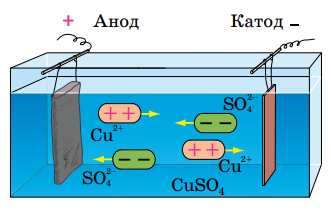 + Анод
Катод –
++
Cu²⁺
SO₄²⁻
– –
++
Cu²⁺
– –
SO₄²⁻
CuSO₄